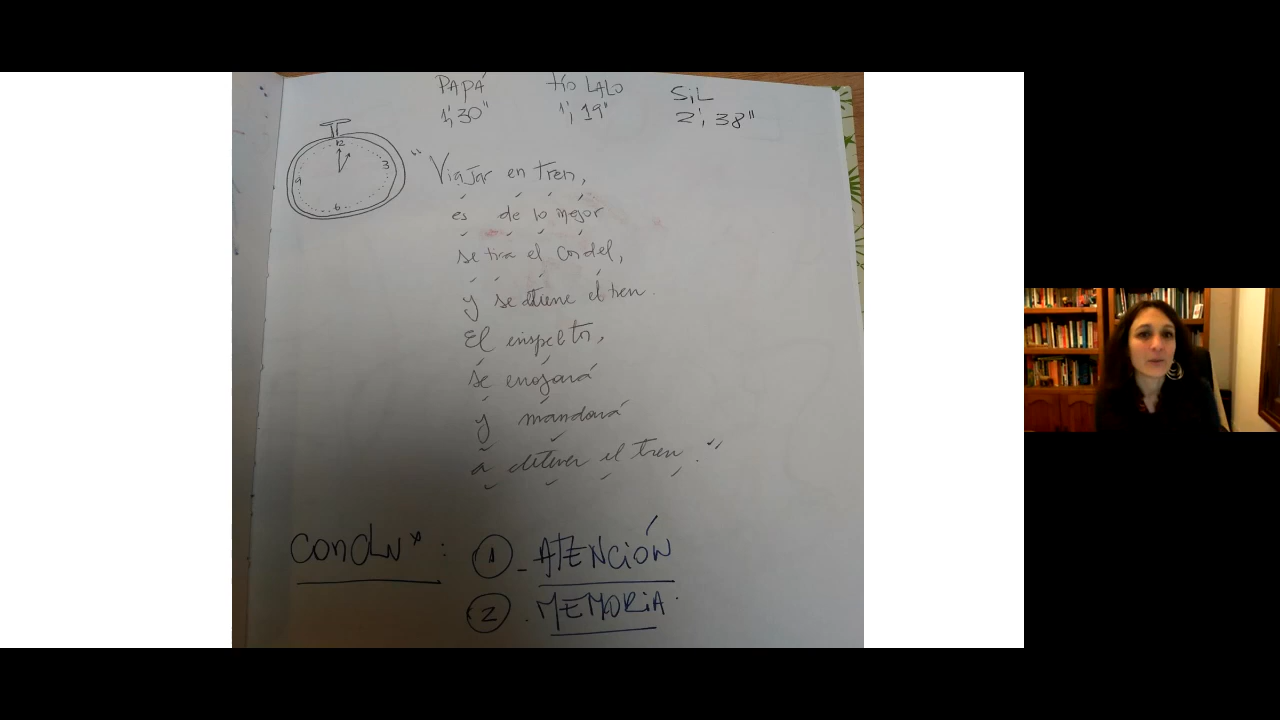 PAPÁ TÍO LALO SIL
1', 30" 1', 19" 2', 38"
12
3
6
9
"Viajar en tren,
es de lo mejor
se tira el cordel,
y se detiene el tren.
El inspector,
se enojará
y mandará
a detener el tren."
CONCLUˣ:
1 - ATENCIÓN
2. MEMORIA.